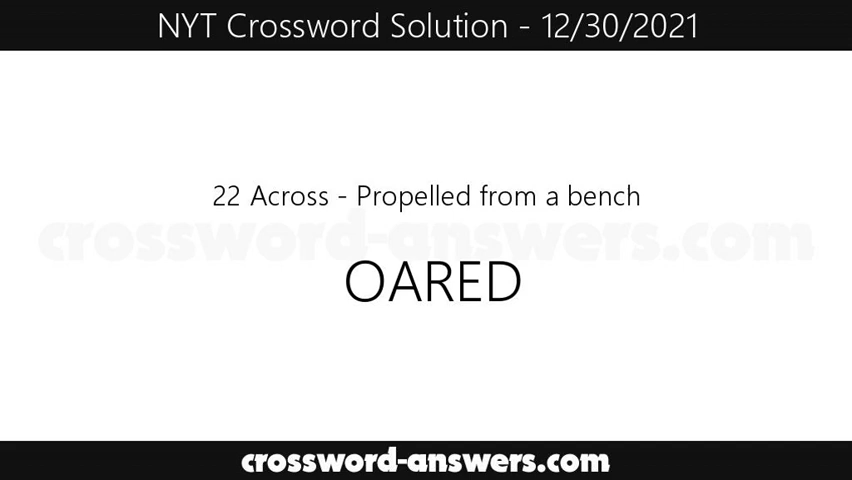 NYT Crossword Solution - 12/30/2021
22 Across - Propelled from a bench
crossword-answers.com
OARED
crossword-answers.com